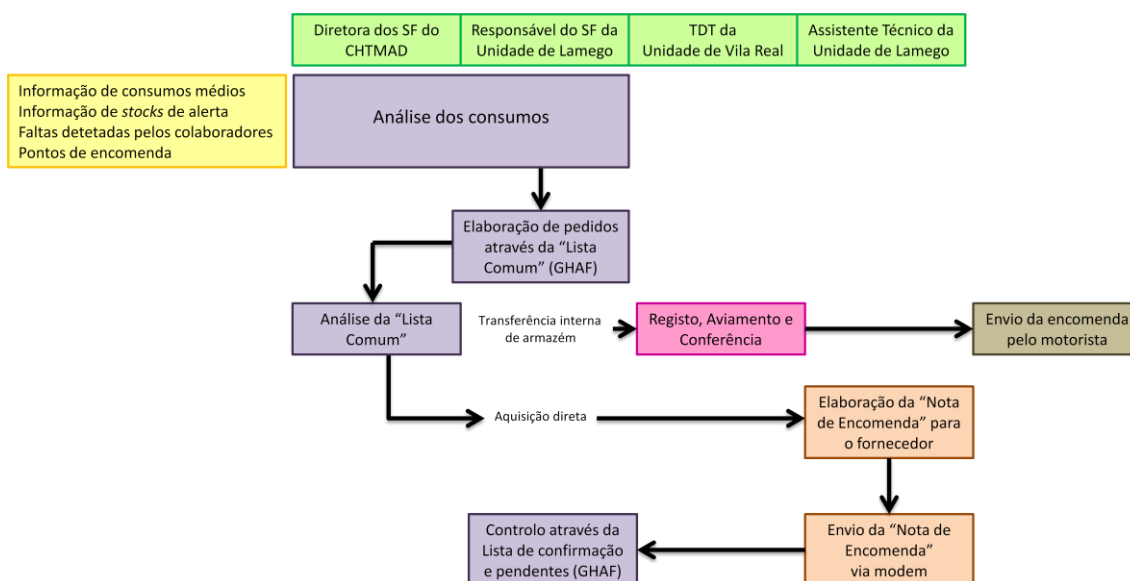 Diretora dos SF do
CHTMAD
Responsável do SF da
Unidade de Lamego
TDT da
Unidade de Vila Real
Assistente Técnico da
Unidade de Lamego
Informação de consumos médios
Informação de stocks de alerta
Faltas detetadas pelos colaboradores
Pontos de encomenda
Análise dos consumos
Elaboração de pedidos
através da “Lista
Comum” (GHAF)
Análise da “Lista
Comum”
Transferência interna
de armazém
Registo, Aviamento e
Conferência
Envio da encomenda
pelo motorista
Aquisição direta
Elaboração da “Nota
de Encomenda” para
o fornecedor
Controlo através da
Lista de confirmação
e pendentes (GHAF)
Envio da “Nota de
Encomenda”
via modem